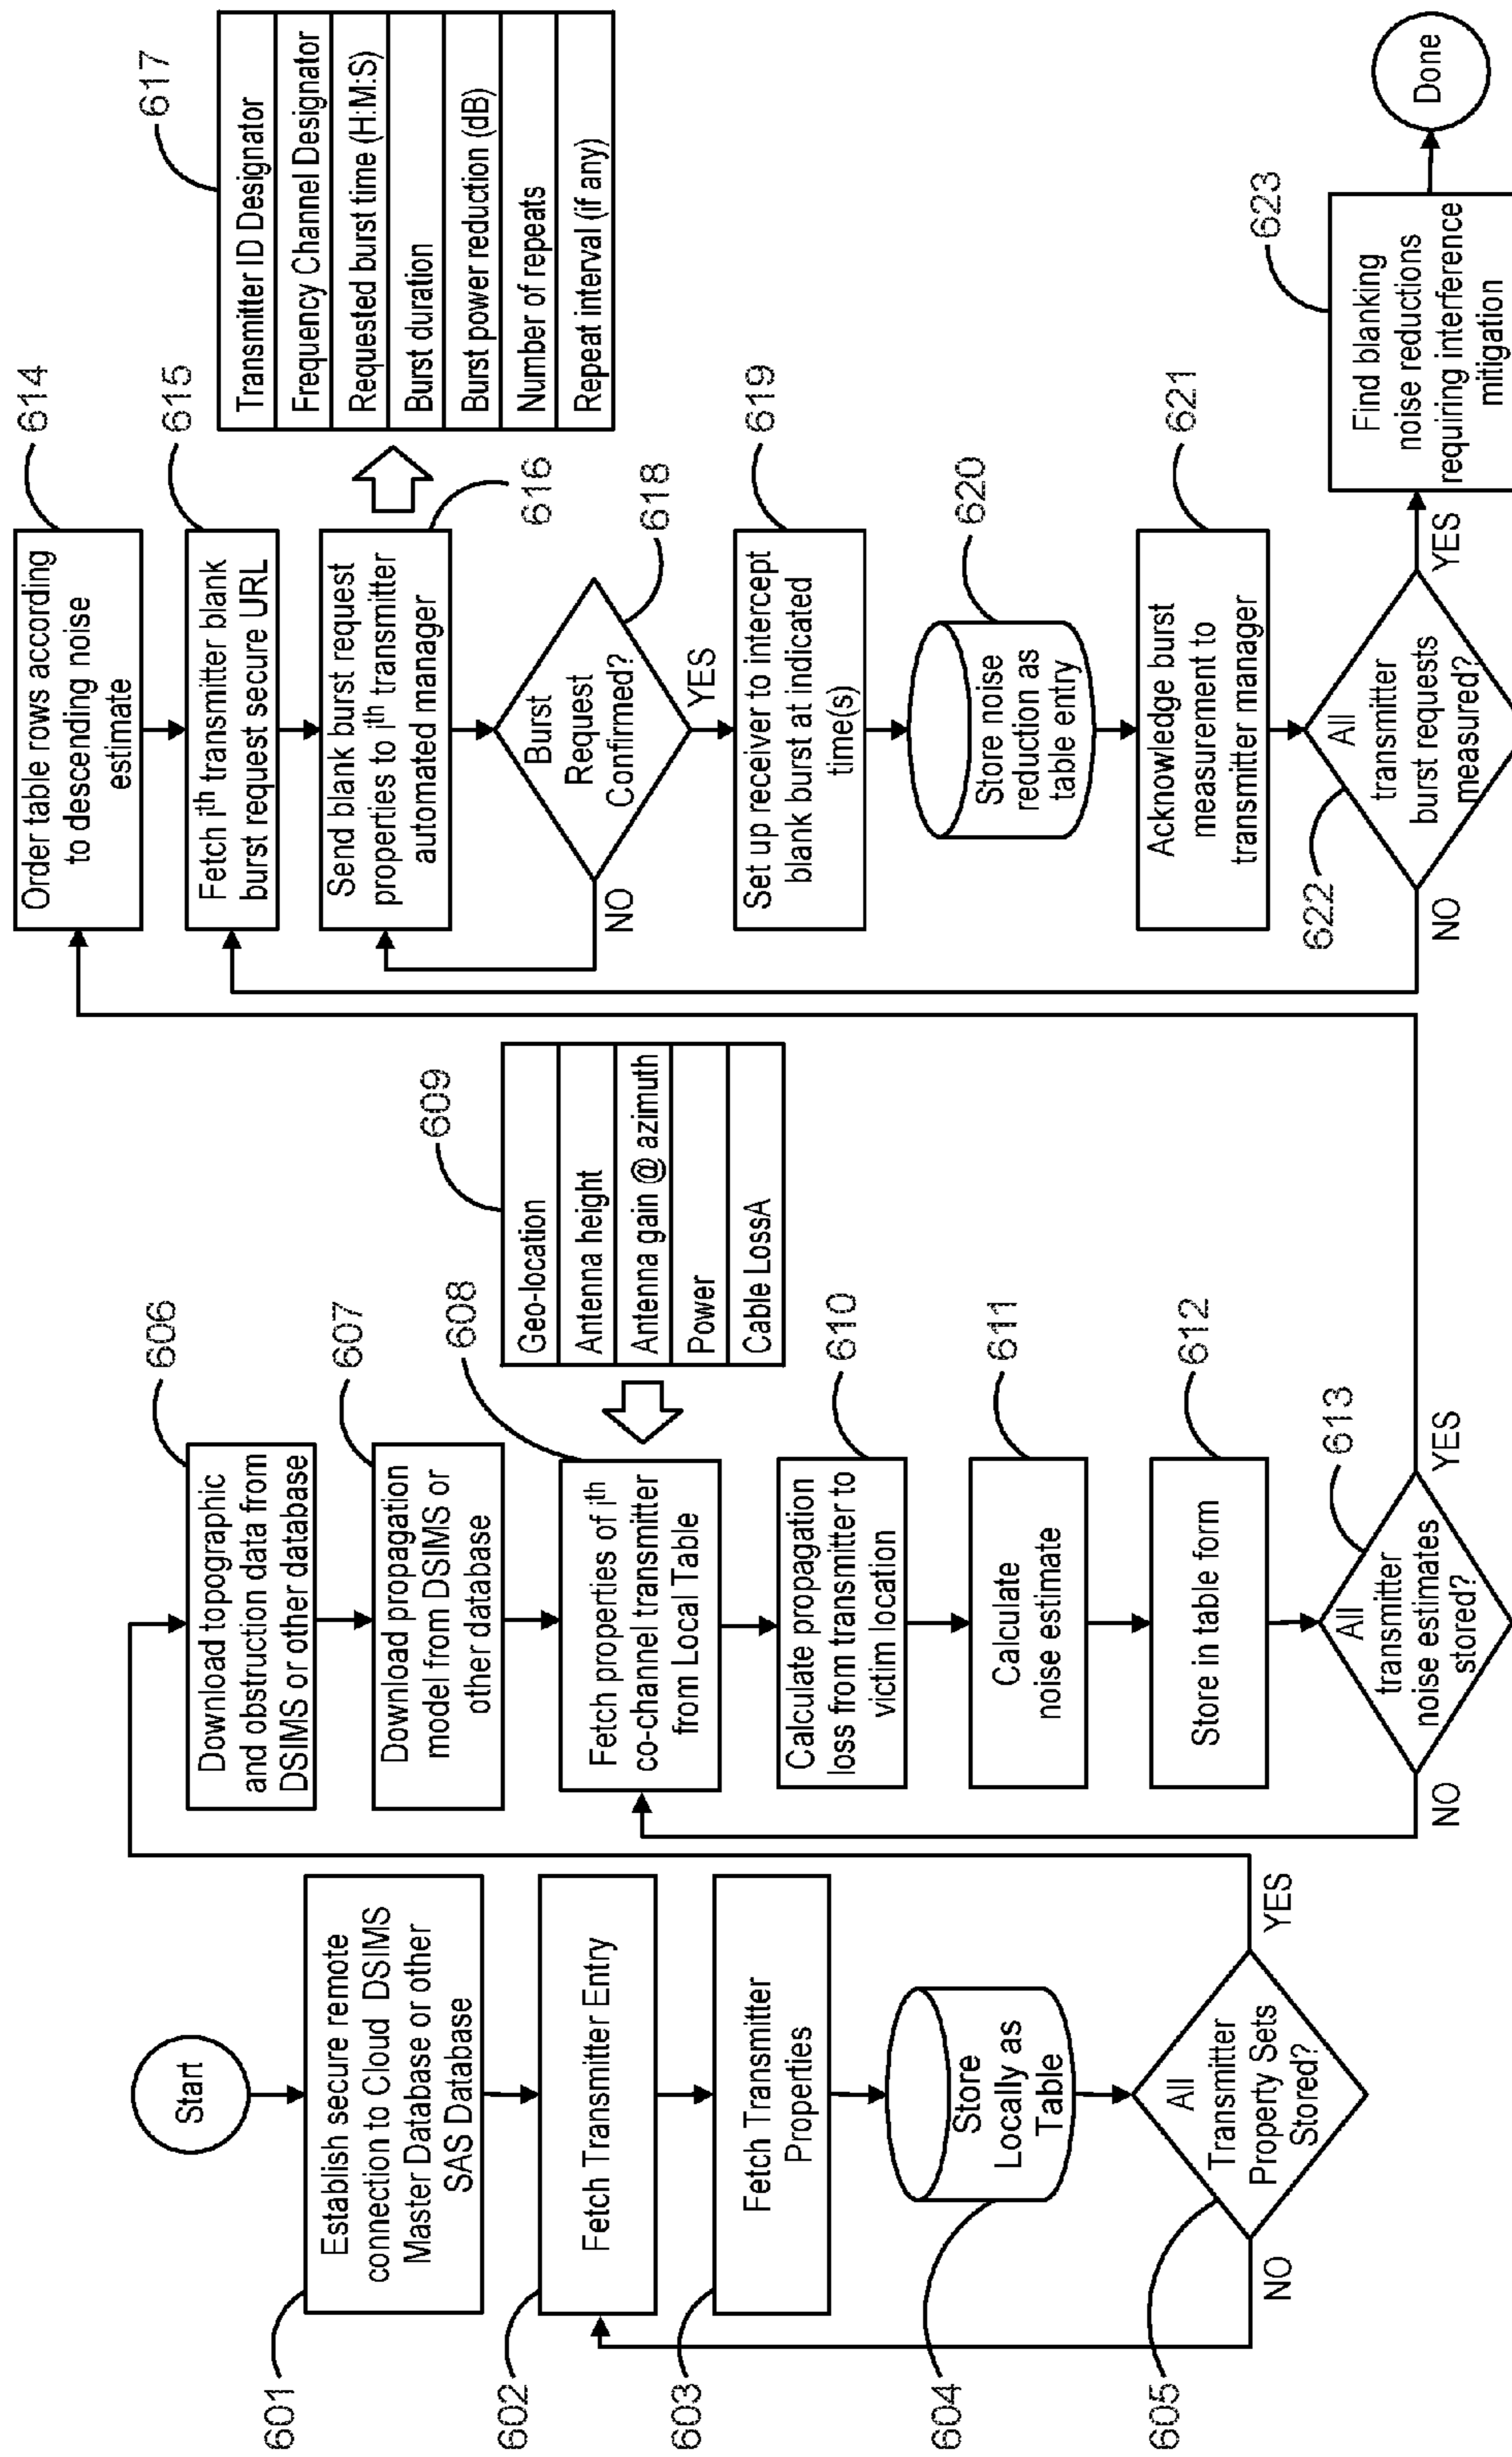 Start
601
Establish secure remote
connection to Cloud DSIMS
Master Database or other
SAS Database
602
Fetch Transmitter Entry
603
Fetch Transmitter
Properties
604
Store
Locally as
Table
605
All
Transmitter
Property Sets
Stored?
NO
YES
606
Download topographic
and obstruction data from
DSIMS or other database
607
Download propagation
model from DSIMS or
other database
608
Fetch properties of ith
co-channel transmitter
from Local Table
609
Geo-location
Antenna height
Antenna gain @ azimuth
Power
Cable LossA
610
Calculate propagation
loss from transmitter to
victim location
611
Calculate
noise estimate
612
Store in table form
613
All
transmitter
noise estimates
stored?
NO
YES
614
Order table rows according
to descending noise
estimate
615
Fetch ith transmitter blank
burst request secure URL
616
Send blank burst request
properties to ith transmitter
automated manager
617
Transmitter ID Designator
Frequency Channel Designator
Requested burst time (H:M:S)
Burst duration
Burst power reduction (dB)
Number of repeats
Repeat interval (if any)
618
Burst
Request
Confirmed?
NO
YES
619
Set up receiver to intercept
blank burst at indicated
time(s)
620
Store noise
reduction as
table entry
621
Acknowledge burst
measurement to
transmitter manager
622
All
transmitter
burst requests
measured?
NO
YES
623
Find blanking
noise reductions
requiring interference
mitigation
Done